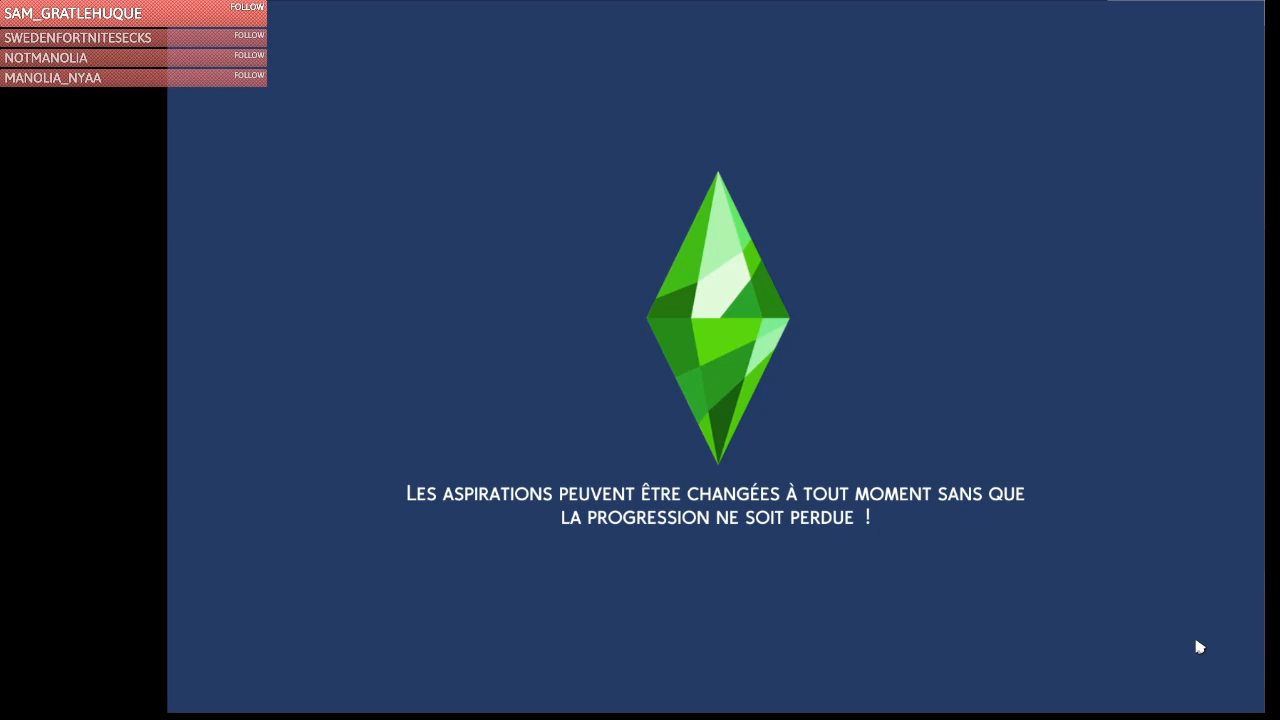 SAM_GRATLEHUQUE FOLLOW
SWEDENFORTNITESECKS FOLLOW
NOTMANOLIA FOLLOW
MANOLIA_NYAA FOLLOW
LES ASPIRATIONS PEUVENT ÊTRE CHANGÉES À TOUT MOMENT SANS QUE
LA PROGRESSION NE SOIT PERDUE !